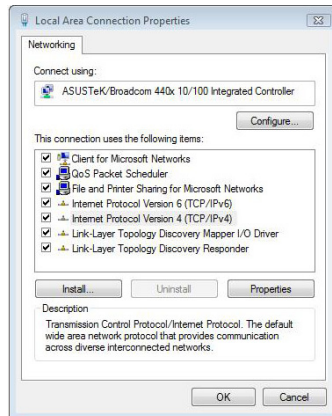 Local Area Connection Properties
Networking
Connect using:
ASUSTeK/Broadcom 440x 10/100 Integrated Controller
Configure...
This connection uses the following items:
Client for Microsoft Networks
QoS Packet Scheduler
File and Printer Sharing for Microsoft Networks
Internet Protocol Version 6 (TCP/IPv6)
Internet Protocol Version 4 (TCP/IPv4)
Link-Layer Topology Discovery Mapper I/O Driver
Link-Layer Topology Discovery Responder
Install... Uninstall Properties
Description
Transmission Control Protocol/Internet Protocol. The default
wide area network protocol that provides communication
across diverse interconnected networks.
OK Cancel